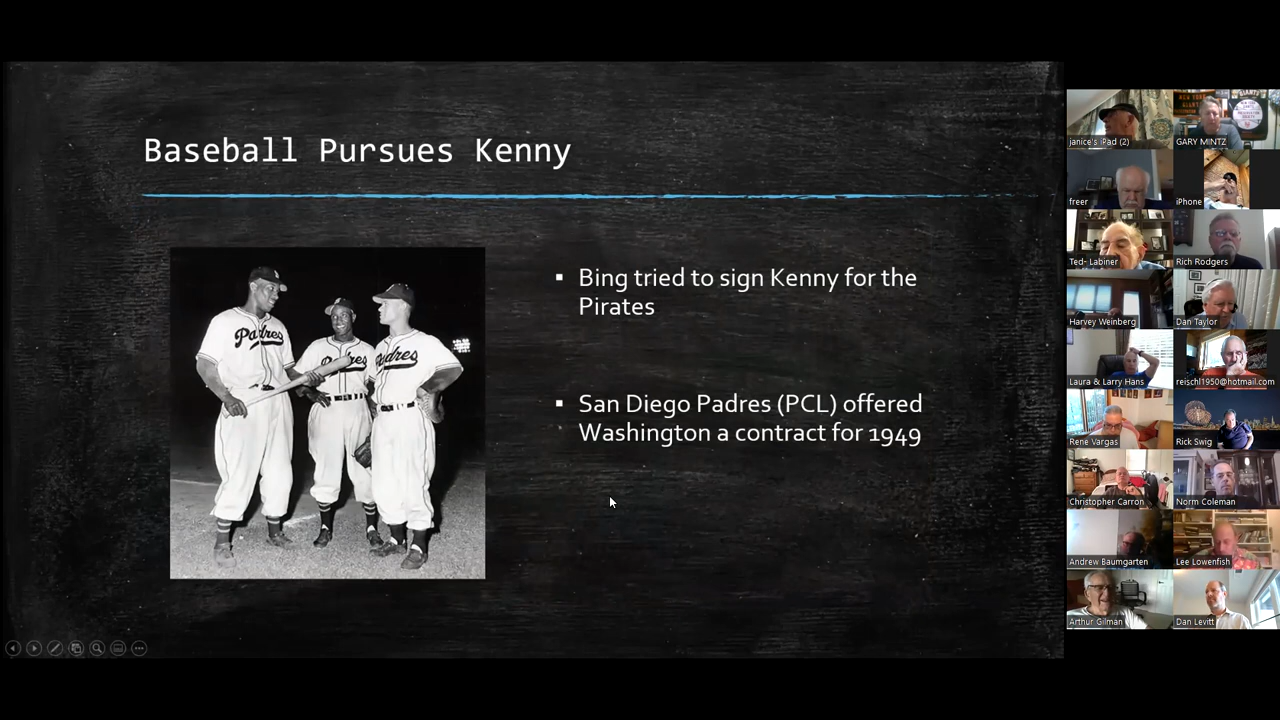 Baseball Pursues Kenny
Padres
Padres
Padres
▪ Bing tried to sign Kenny for the
Pirates
▪ San Diego Padres (PCL) offered
Washington a contract for 1949
janice's iPad (2)
GARY MINTZ
freer
iPhone
Ted- Labiner
Rich Rodgers
Harvey Weinberg
Dan Taylor
Laura & Larry Hans
reischl1950@hotmail.com
Rene Vargas
Rick Swig
Christopher Carron
Norm Coleman
Andrew Baumgarten
Lee Lowenfish
Arthur Gilman
Dan Levitt